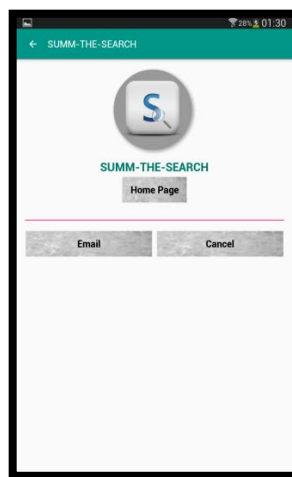 28% 01:30
SUMM-THE-SEARCH
S
SUMM-THE-SEARCH
Home Page
Email Cancel